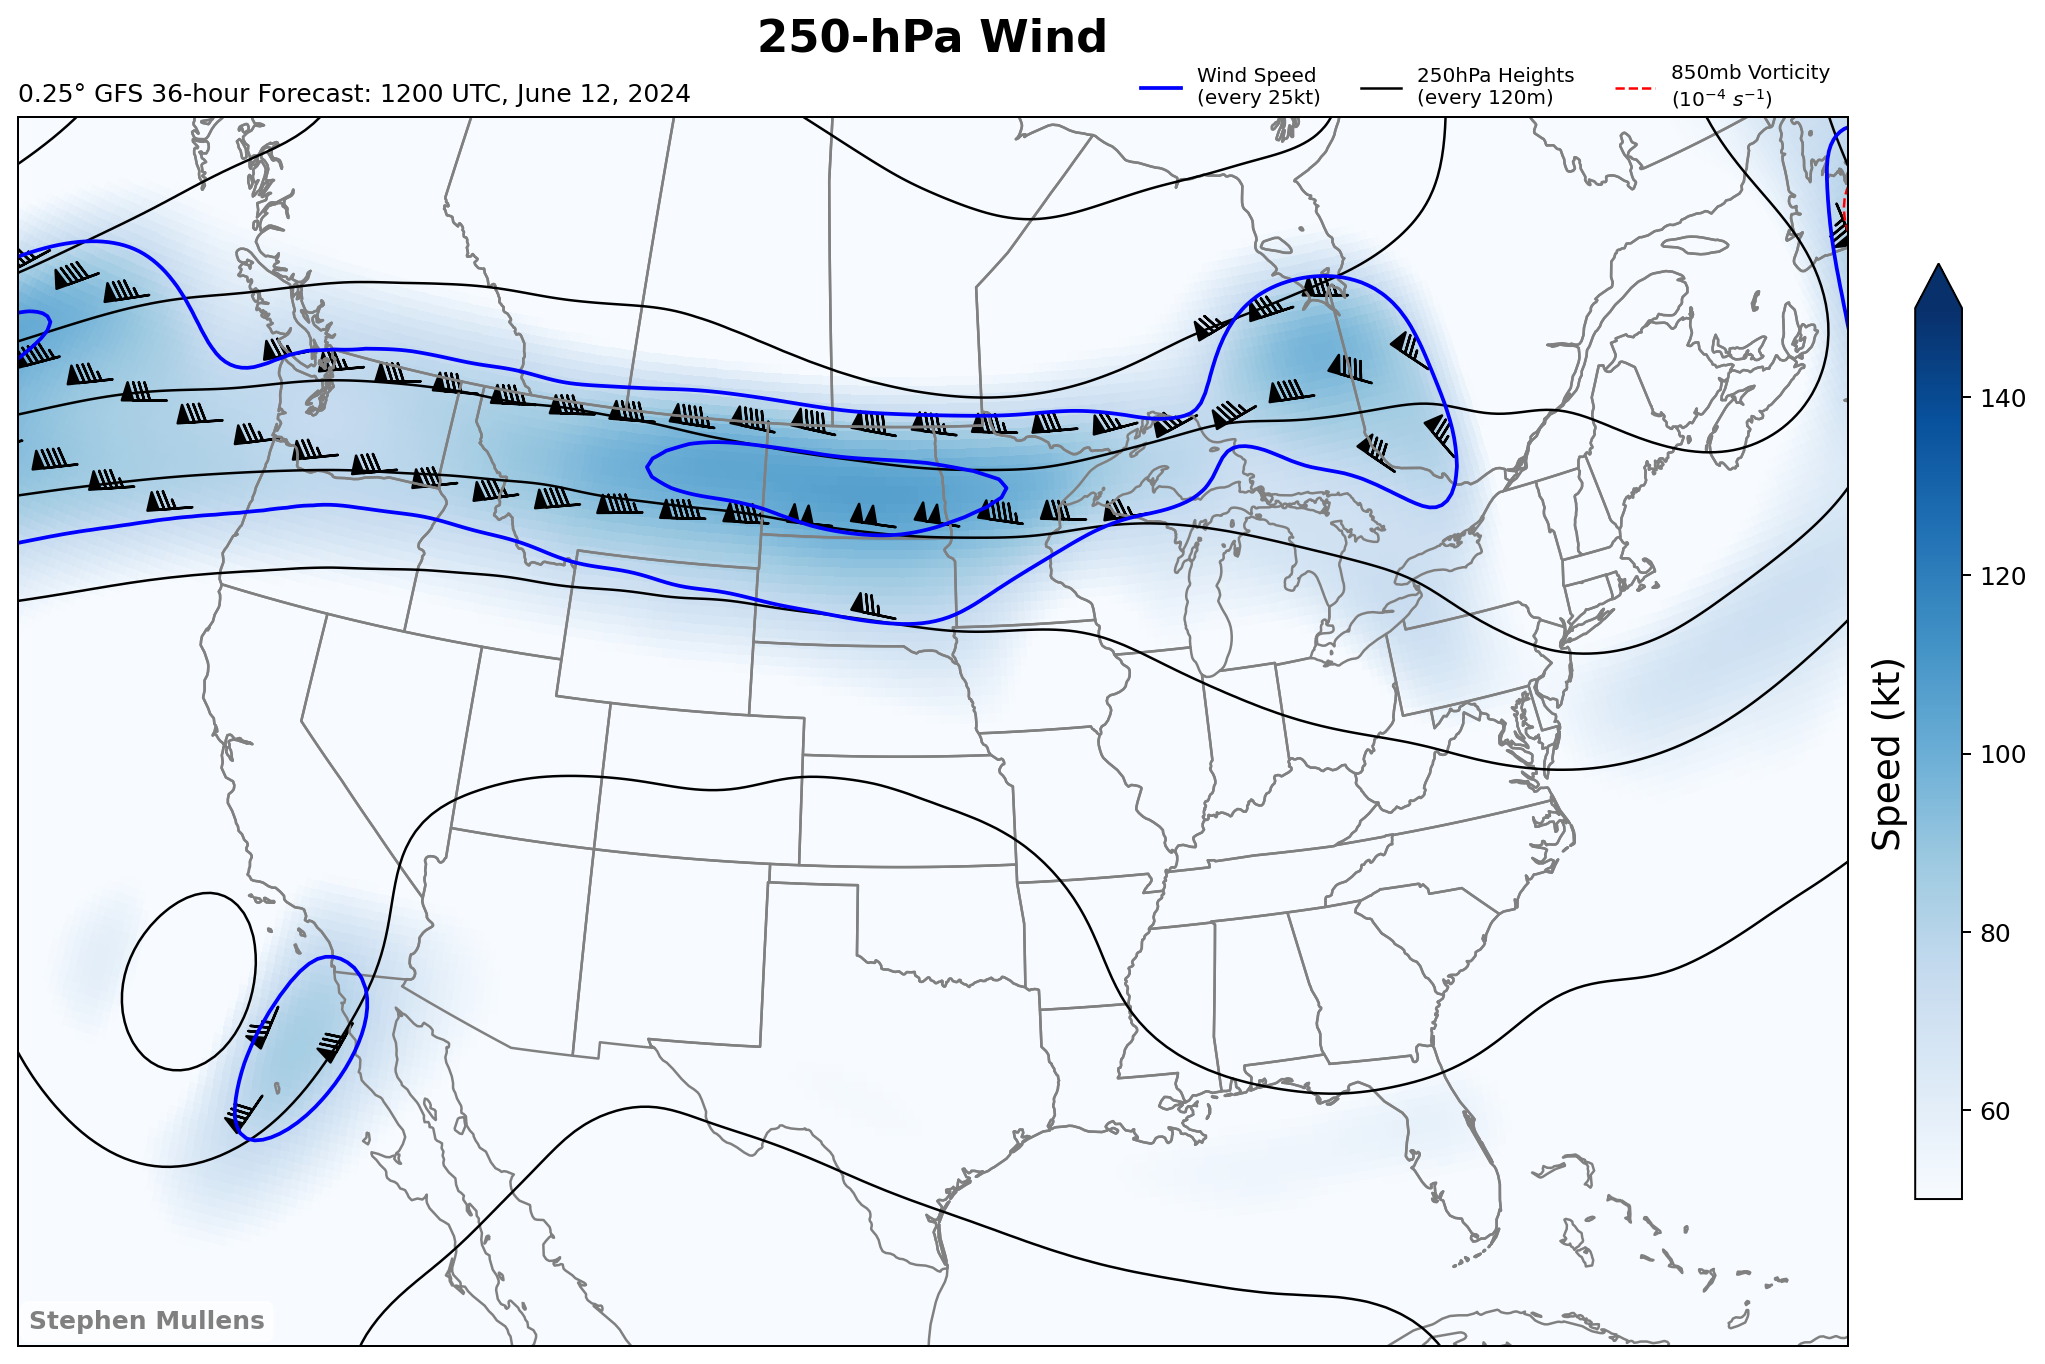 250-hPa Wind
0.25° GFS 36-hour Forecast: 1200 UTC, June 12, 2024
Wind Speed
(every 25kt)
250hPa Heights
(every 120m)
850mb Vorticity
(10⁻⁴ s⁻¹)
140
120
100
80
60
Speed (kt)
Stephen Mullens